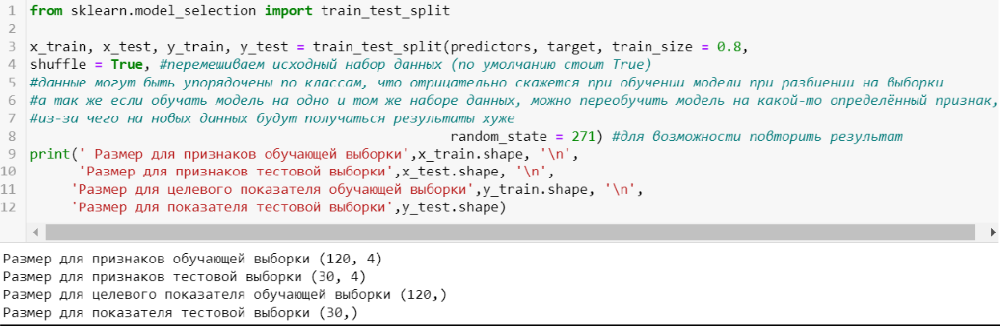 1 from sklearn.model_selection import train_test_split
2
3 x_train, x_test, y_train, y_test = train_test_split(predictors, target, train_size = 0.8,
4 shuffle = True, #перемешиваем исходный набор данных (по умолчанию стоит True)
5 #данные могут быть упорядочены по классам, что отрицательно скажется при обучении модели при разбиении на выборки
6 #а так же если обучать модель на одно и том же наборе данных, можно переобучить модель на какой-то определённый признак,
7 #из-за чего на новых данных будут получаться результаты хуже
8 random_state = 271) #для возможности повторить результат
9 print(' Размер для признаков обучающей выборки',x_train.shape, '\n',
10 'Размер для признаков тестовой выборки',x_test.shape, '\n',
11 'Размер для целевого показателя обучающей выборки',y_train.shape, '\n',
12 'Размер для показателя тестовой выборки',y_test.shape)
Размер для признаков обучающей выборки (120, 4)
Размер для признаков тестовой выборки (30, 4)
Размер для целевого показателя обучающей выборки (120,)
Размер для показателя тестовой выборки (30,)